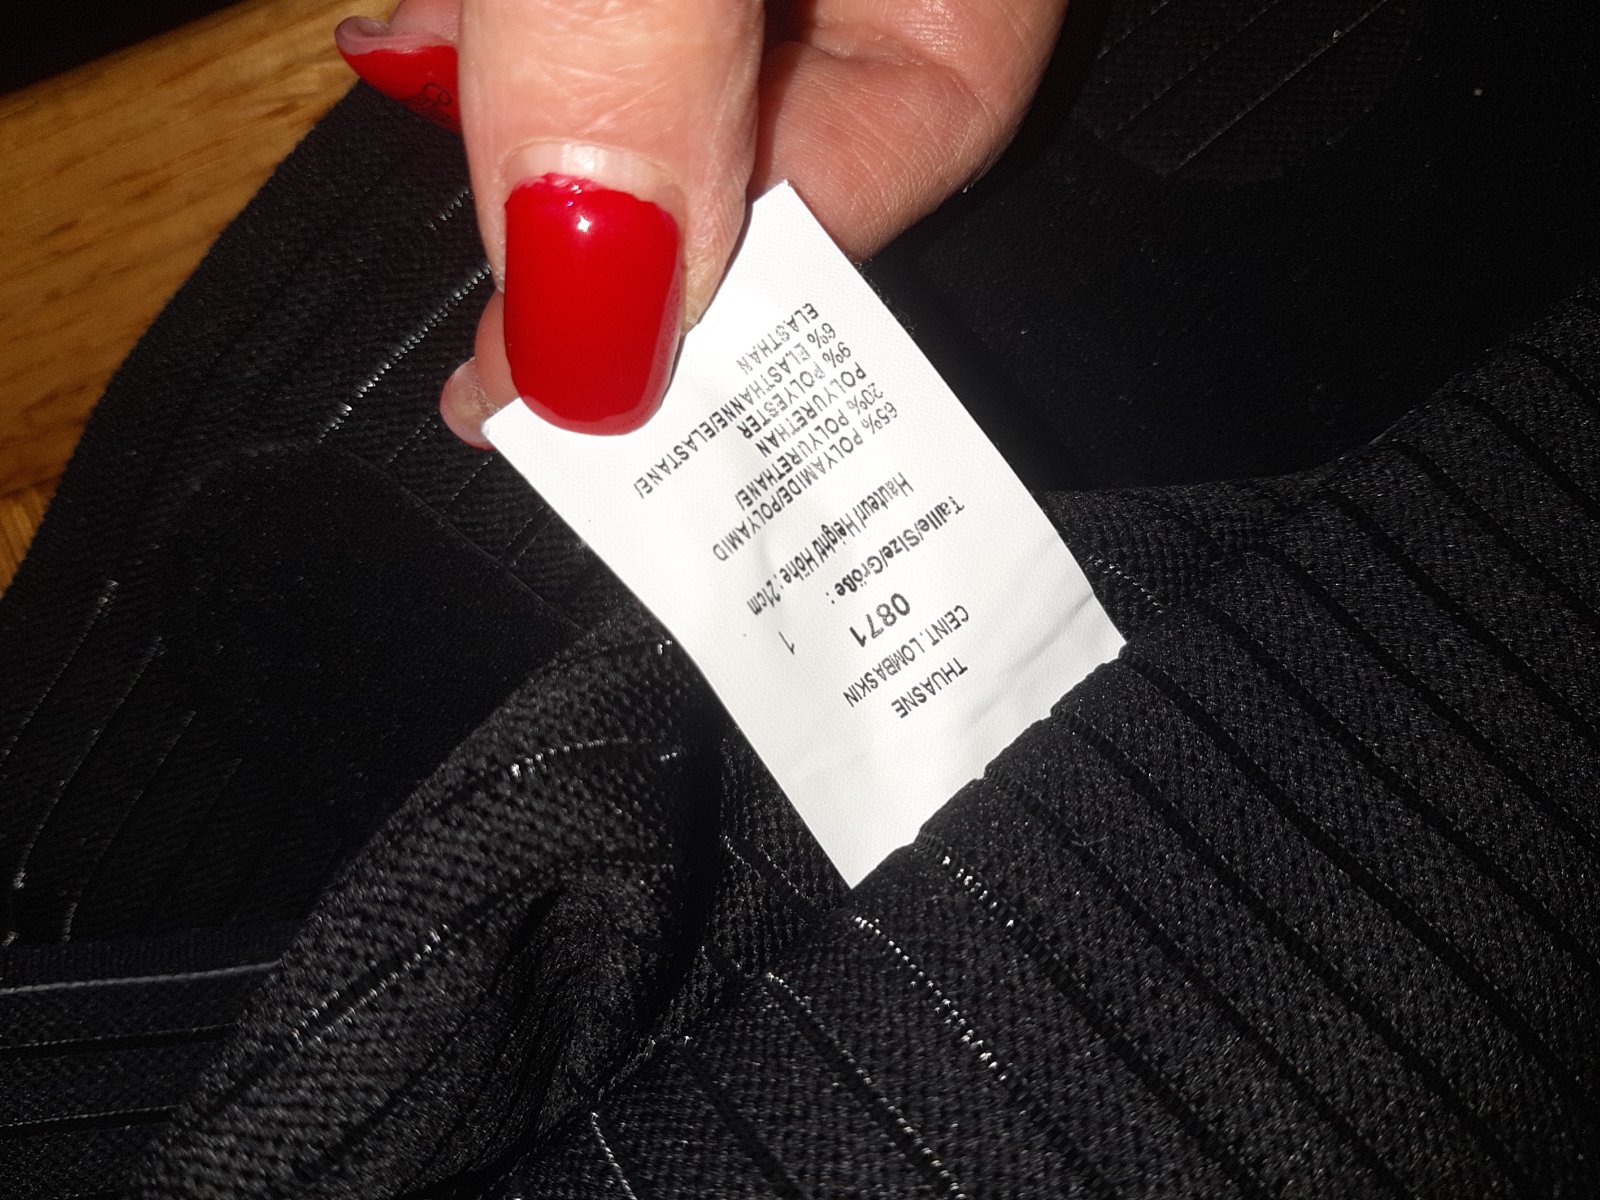 THUASNE
CEINT. LOMBASKIN
0871
Taille/Size/Größe : 1
Hauteur/ Height/ Höhe : 21cm
65% POLYAMIDE/POLYAMID
20% POLYURETHANE/
POLYURETHAN
9% POLYESTER
6% ELASTHANNE/ELASTANE/
ELASTHAN